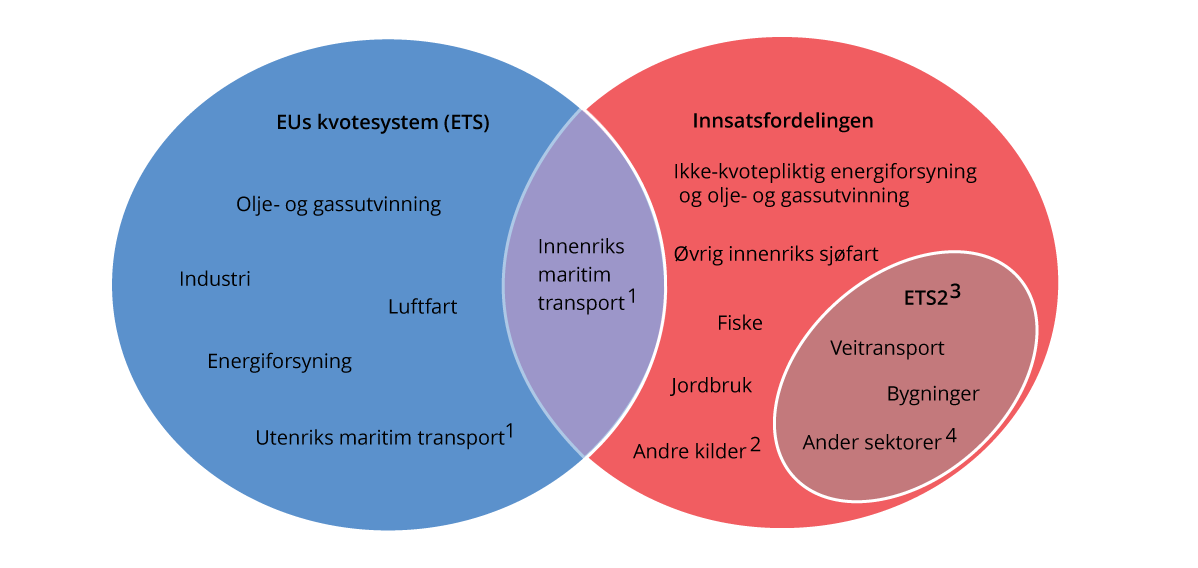 EUs kvotesystem (ETS)
Olje- og gassutvinning
Industri
Luftfart
Energiforsyning
Utenriks maritim transport1
Innenriks
maritim
transport1
Innsatsfordelingen
Ikke-kvotepliktig energiforsyning
og olje- og gassutvinning
Øvrig innenriks sjøfart
Fiske
Jordbruk
Andre kilder2
ETS23
Veitransport
Bygninger
Ander sektorer4